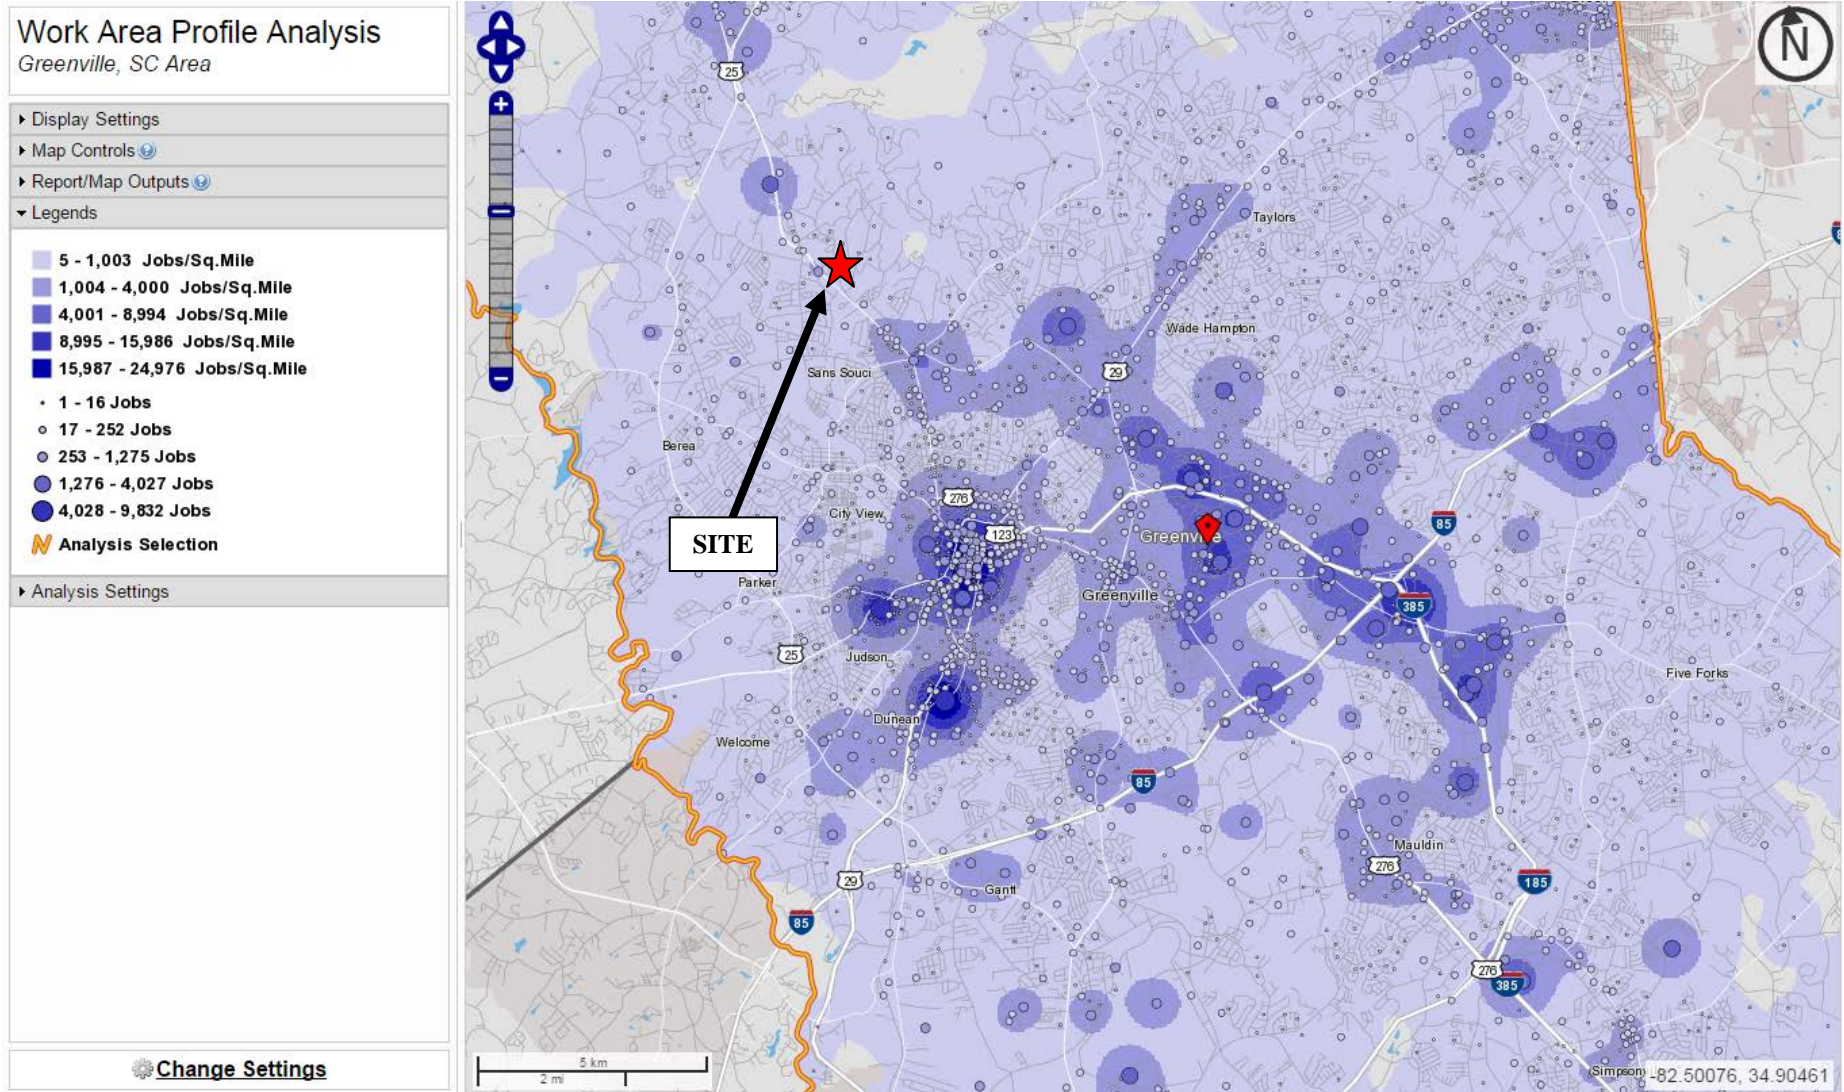 Work Area Profile Analysis
Greenville, SC Area
Display Settings
Map Controls
Report/Map Outputs
Legends
5 - 1,003 Jobs/Sq.Mile
1,004 - 4,000 Jobs/Sq.Mile
4,001 - 8,994 Jobs/Sq.Mile
8,995 - 15,986 Jobs/Sq.Mile
15,987 - 24,976 Jobs/Sq.Mile
1 - 16 Jobs
17 - 252 Jobs
253 - 1,275 Jobs
1,276 - 4,027 Jobs
4,028 - 9,832 Jobs
Analysis Selection
Analysis Settings
Change Settings
N
25
Taylors
Wade Hampton
29
Sans Souci
Berea
276
City View
123
SITE
Greenville
85
Parker
Greenville
385
25
Judson
Five Forks
Dunean
Welcome
85
Mauldin
276
29
Gantt
185
85
276
385
5 km
2 mi
Simpson
-82.50076, 34.90461